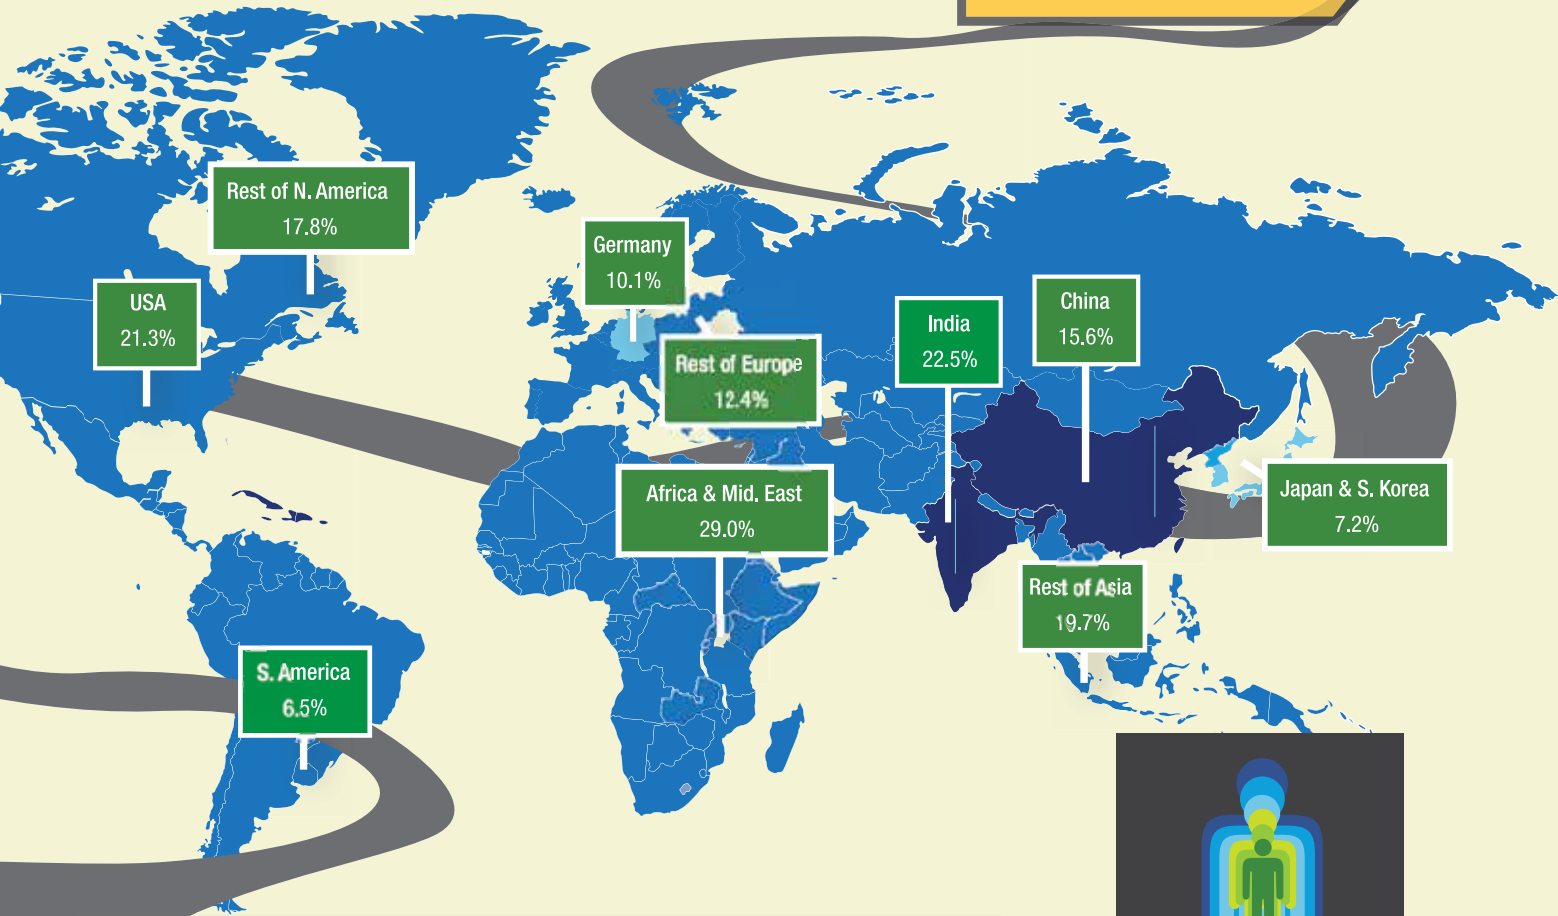 Rest of N. America
17.8%
Germany
10.1%
USA
21.3%
China
15.6%
India
22.5%
Rest of Europe
12.4%
Africa & Mid. East
29.0%
Japan & S. Korea
7.2%
Rest of Asia
19.7%
S. America
6.5%